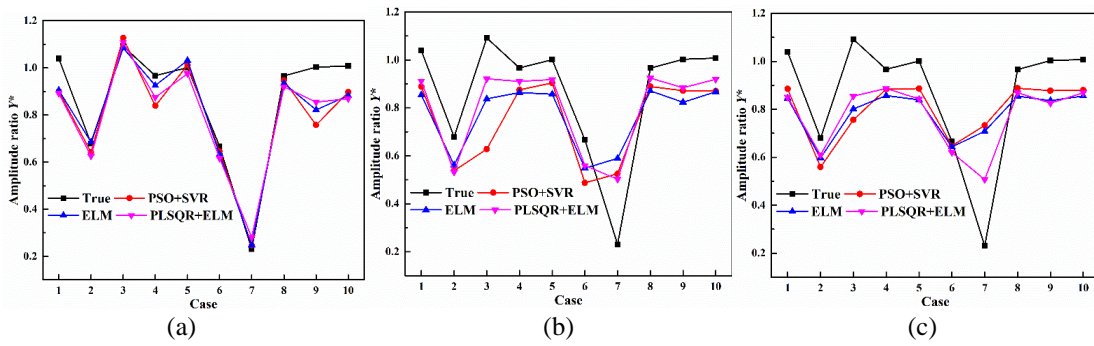 1.2
1.0
0.8
0.6
0.4
0.2
Amplitude ratio Y*
True PSO+SVR
ELM PLSQR+ELM
1 2 3 4 5 6 7 8 9 10
Case
(a)
1.2
1.0
0.8
0.6
0.4
0.2
Amplitude ratio Y*
True PSO+SVR
ELM PLSQR+ELM
1 2 3 4 5 6 7 8 9 10
Case
(b)
1.2
1.0
0.8
0.6
0.4
0.2
Amplitude ratio Y*
True PSO+SVR
ELM PLSQR+ELM
1 2 3 4 5 6 7 8 9 10
Case
(c)